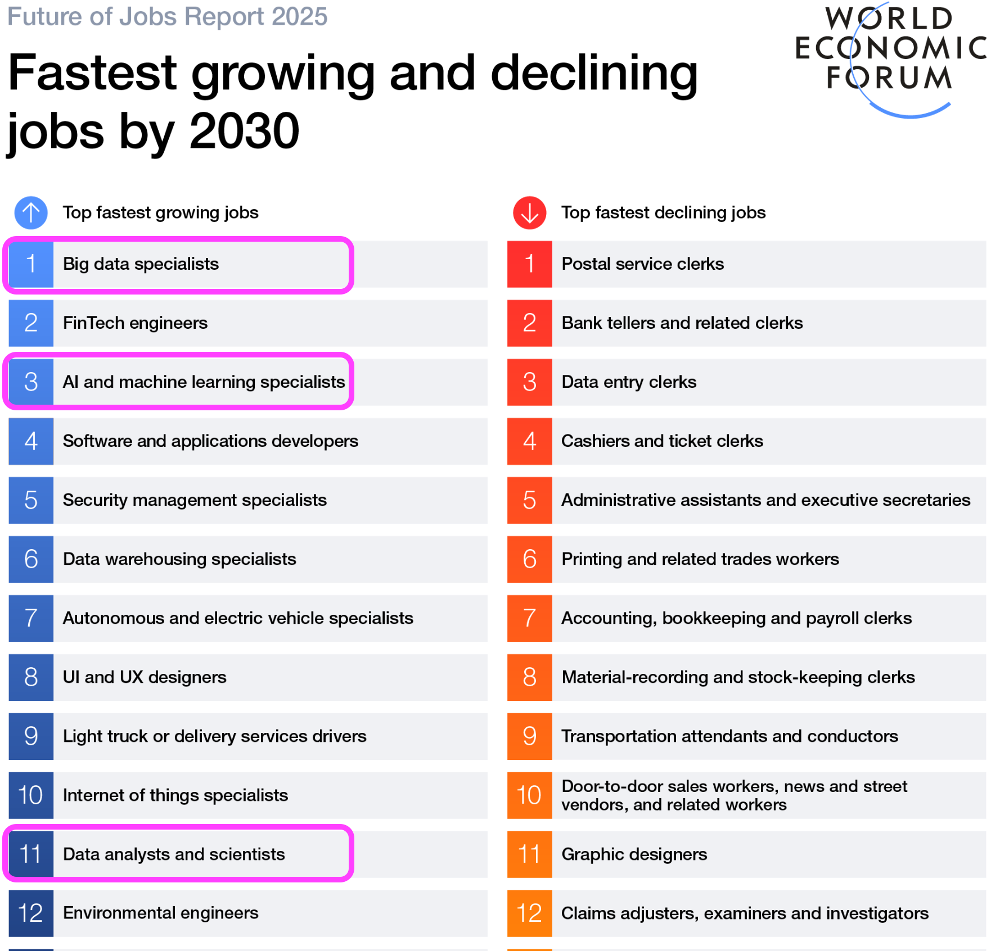 Future of Jobs Report 2025
WORLD
ECONOMIC
FORUM
Fastest growing and declining
jobs by 2030
Top fastest growing jobs
1 Big data specialists
2 FinTech engineers
3 AI and machine learning specialists
4 Software and applications developers
5 Security management specialists
6 Data warehousing specialists
7 Autonomous and electric vehicle specialists
8 UI and UX designers
9 Light truck or delivery services drivers
10 Internet of things specialists
11 Data analysts and scientists
12 Environmental engineers
Top fastest declining jobs
1 Postal service clerks
2 Bank tellers and related clerks
3 Data entry clerks
4 Cashiers and ticket clerks
5 Administrative assistants and executive secretaries
6 Printing and related trades workers
7 Accounting, bookkeeping and payroll clerks
8 Material-recording and stock-keeping clerks
9 Transportation attendants and conductors
10 Door-to-door sales workers, news and street
vendors, and related workers
11 Graphic designers
12 Claims adjusters, examiners and investigators